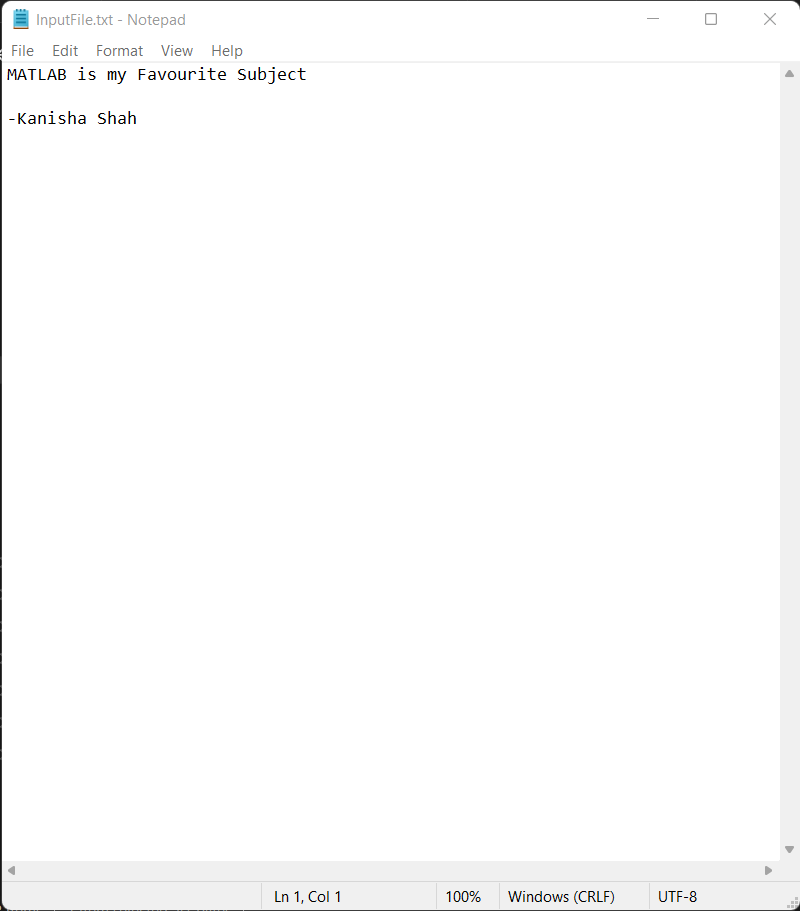 InputFile.txt - Notepad
File Edit Format View Help
MATLAB is my Favourite Subject
-Kanisha Shah
Ln 1, Col 1 100% Windows (CRLF) UTF-8